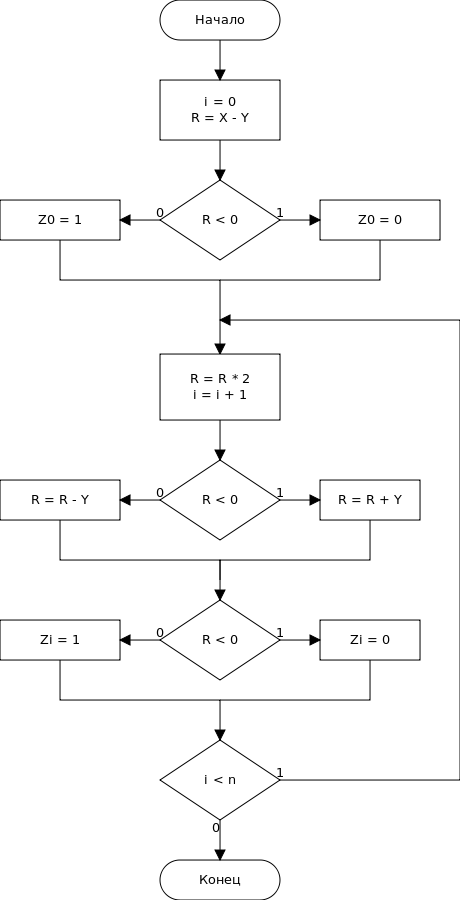 Начало
i = 0
R = X - Y
0
R < 0
1
Z0 = 1
Z0 = 0
R = R * 2
i = i + 1
0
R < 0
1
R = R - Y
R = R + Y
0
R < 0
1
Zi = 1
Zi = 0
i < n
1
0
Конец